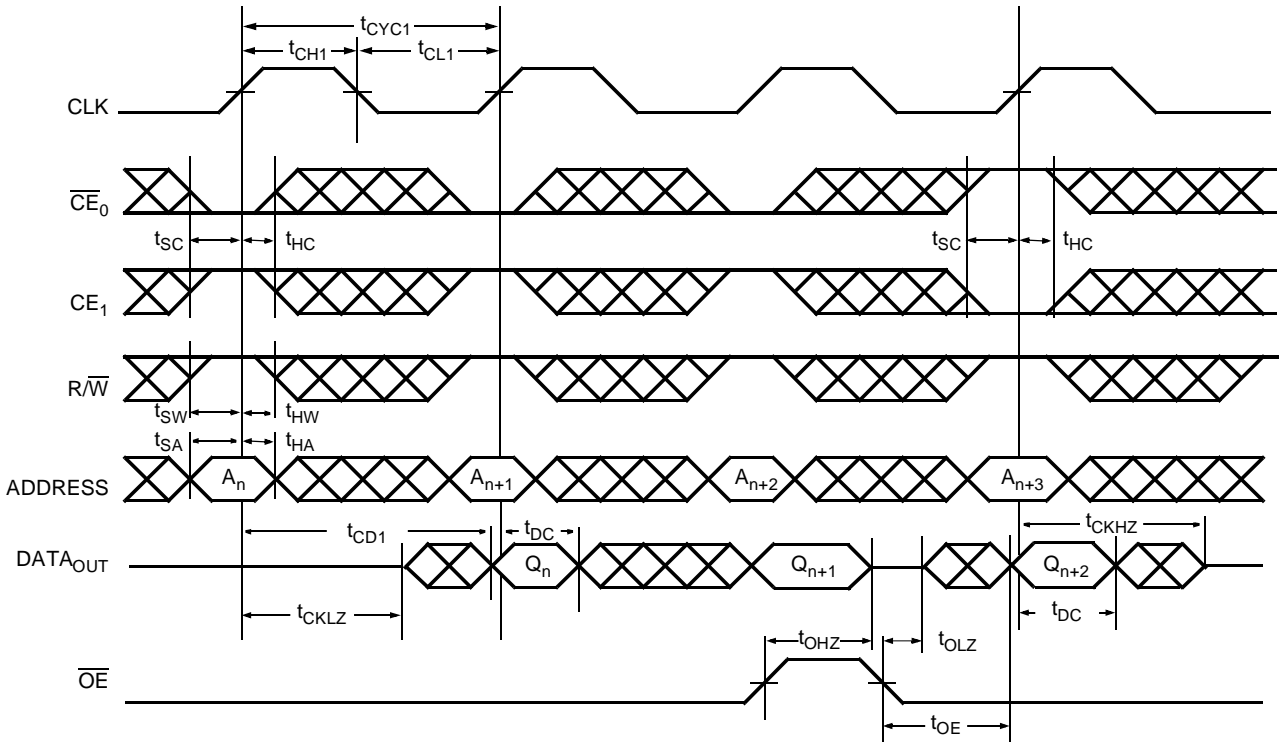 tCYC1
tCH1 tCL1
CLK
CE0
tSC tHC tSC tHC
CE1
R/W
tSW tHW
tSA tHA
ADDRESS An An+1 An+2 An+3
tCD1 tDC tCKHZ
DATAOUT Qn Qn+1 Qn+2
tCKLZ tDC
tOHZ tOLZ
OE
tOE